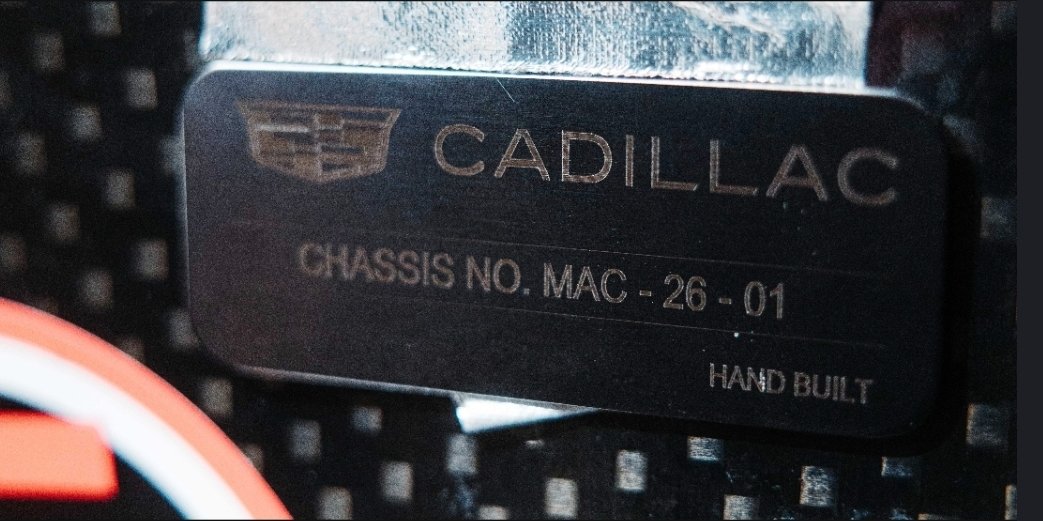 CADILLAC
CHASSIS NO. MAC - 26 - 01
HAND BUILT